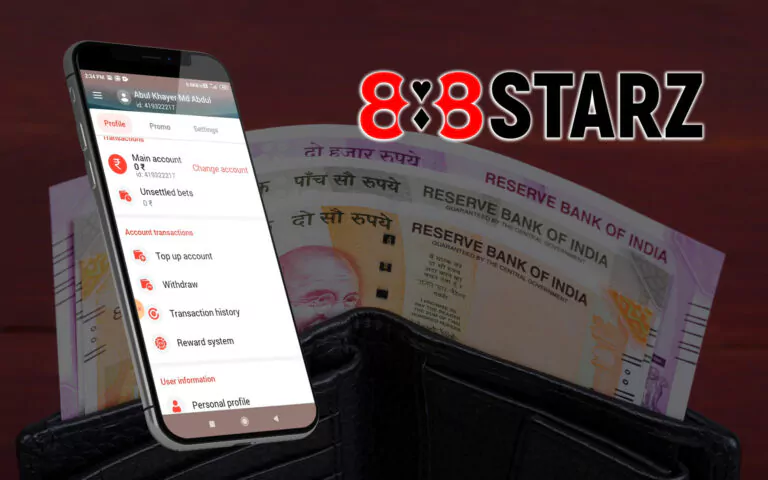 2:34 PM
Abul Khayer Md Abdul
id: 419322217
Profile
Promo
Settings
Transactions
Main account
0 ₹
id: 419322217
Change account
Unsettled bets
0 ₹
Account transactions
Top up account
Withdraw
Transaction history
Reward system
User information
Personal profile
888STARZ
दो हजार रुपये
RESERVE BANK OF INDIA
पाँच सौ रुपये
RESERVE BANK OF INDIA
GUARANTEED BY THE CENTRAL GOVERNMENT
दो सौ रुपये
RESERVE BANK OF INDIA
GUARANTEED BY THE CENTRAL GOVERNMENT